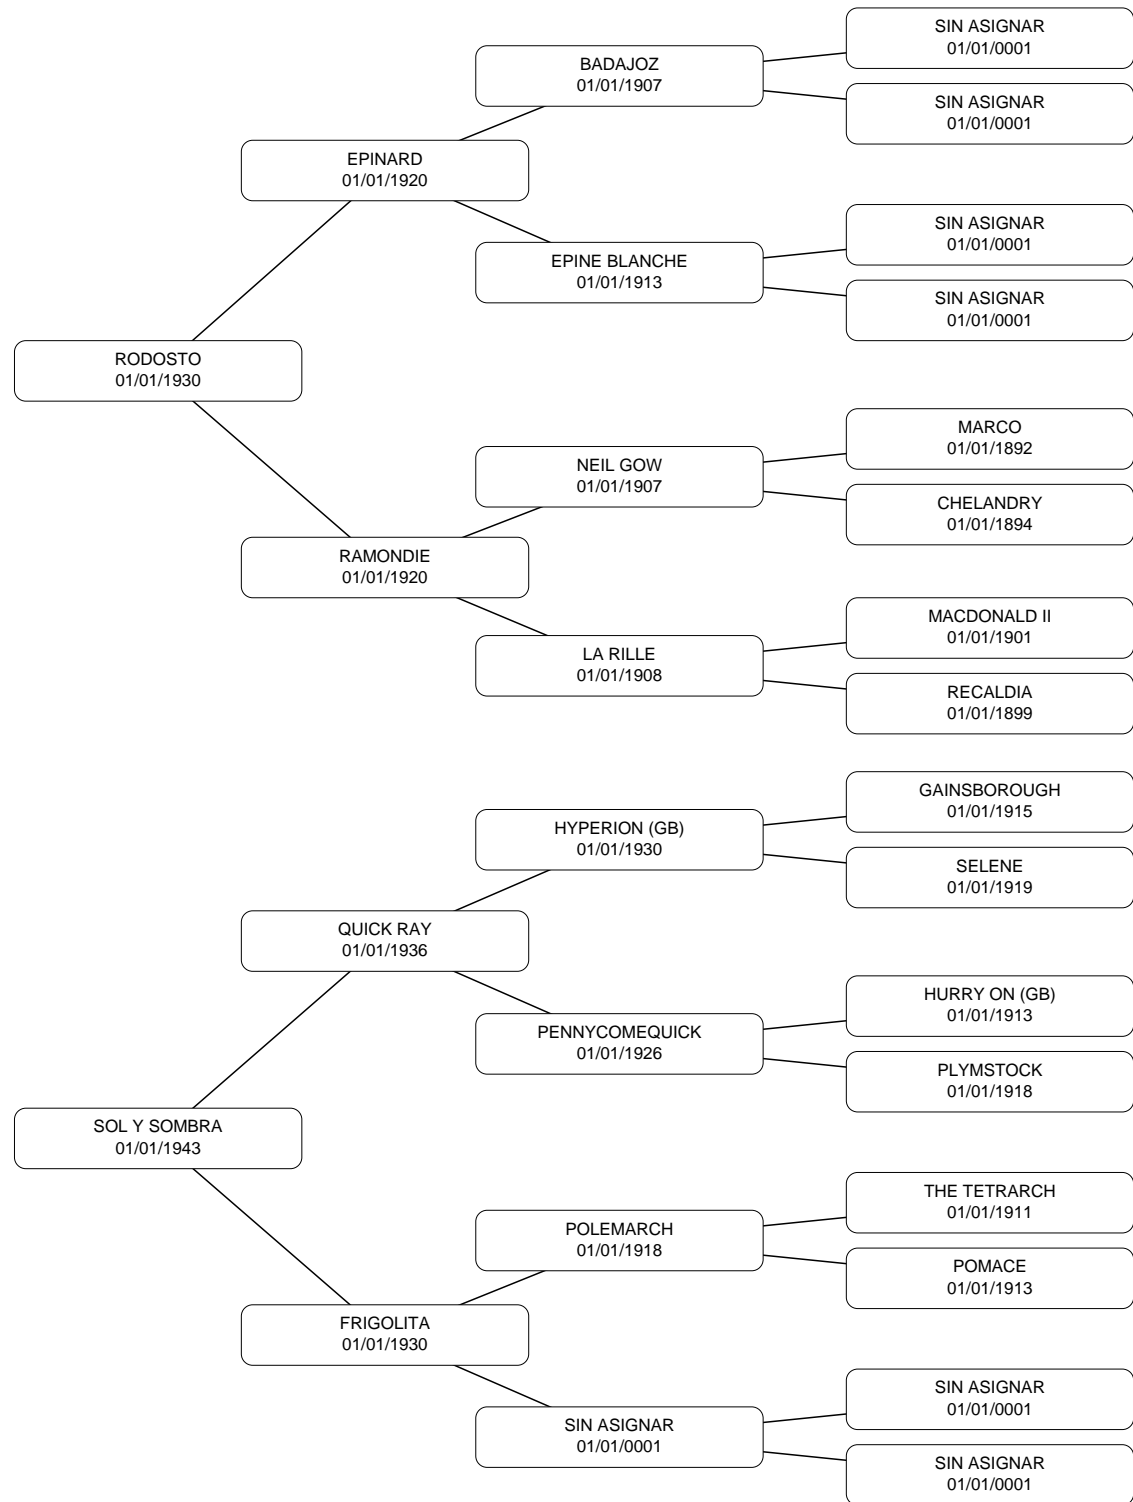 SIN ASIGNAR
01/01/0001
BADAJOZ
01/01/1907
SIN ASIGNAR
01/01/0001
EPINARD
01/01/1920
SIN ASIGNAR
01/01/0001
EPINE BLANCHE
01/01/1913
SIN ASIGNAR
01/01/0001
RODOSTO
01/01/1930
MARCO
01/01/1892
NEIL GOW
01/01/1907
CHELANDRY
01/01/1894
RAMONDIE
01/01/1920
MACDONALD II
01/01/1901
LA RILLE
01/01/1908
RECALDIA
01/01/1899
GAINSBOROUGH
01/01/1915
HYPERION (GB)
01/01/1930
SELENE
01/01/1919
QUICK RAY
01/01/1936
HURRY ON (GB)
01/01/1913
PENNYCOMEQUICK
01/01/1926
PLYMSTOCK
01/01/1918
SOL Y SOMBRA
01/01/1943
THE TETRARCH
01/01/1911
POLEMARCH
01/01/1918
POMACE
01/01/1913
FRIGOLITA
01/01/1930
SIN ASIGNAR
01/01/0001
SIN ASIGNAR
01/01/0001
SIN ASIGNAR
01/01/0001